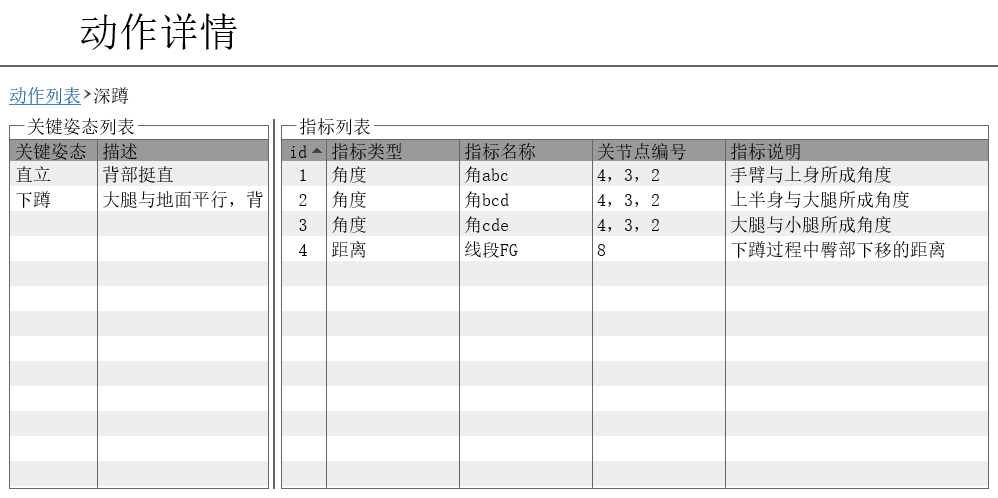 动作详情
动作列表>深蹲
关键姿态列表
关键姿态 描述
直立 背部挺直
下蹲 大腿与地面平行，背
指标列表
id 指标类型 指标名称 关节点编号 指标说明
1 角度 角abc 4，3，2 手臂与上身所成角度
2 角度 角bcd 4，3，2 上半身与大腿所成角度
3 角度 角cde 4，3，2 大腿与小腿所成角度
4 距离 线段FG 8 下蹲过程中臀部下移的距离